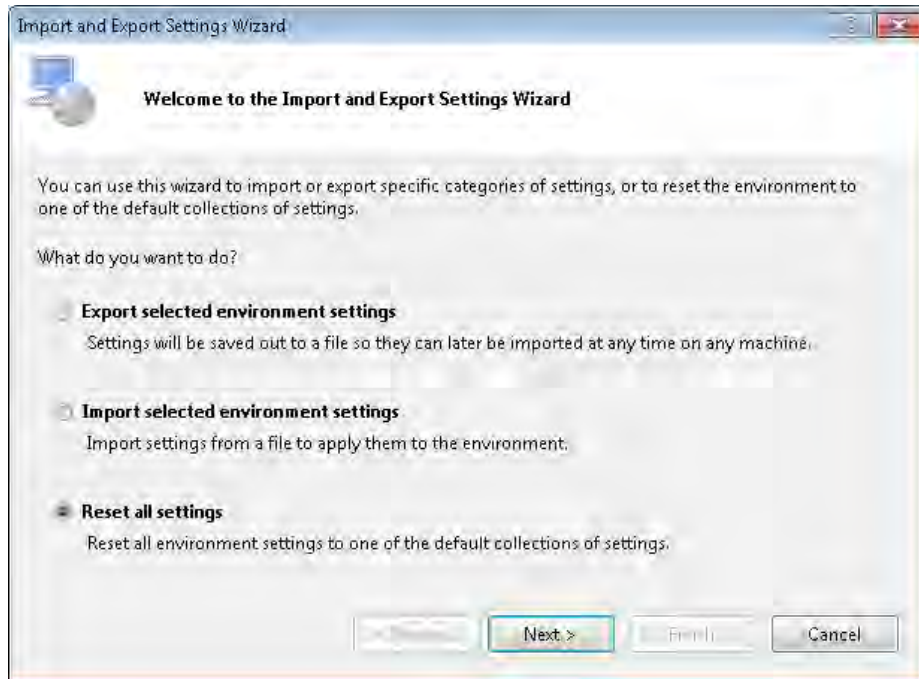 Import and Export Settings Wizard
Welcome to the Import and Export Settings Wizard
You can use this wizard to import or export specific categories of settings, or to reset the environment to
one of the default collections of settings.
What do you want to do?
Export selected environment settings
Settings will be saved out to a file so they can later be imported at any time on any machine.
Import selected environment settings
Import settings from a file to apply them to the environment.
Reset all settings
Reset all environment settings to one of the default collections of settings.
Next >
Finish
Cancel